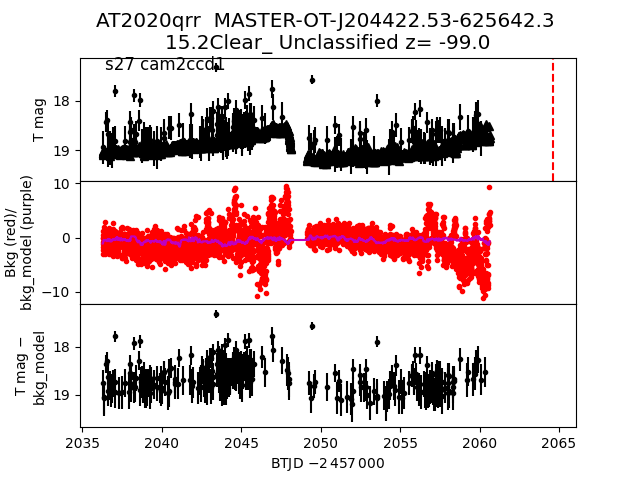 AT2020qrr  MASTER-OT-J204422.53-625642.3
15.2Clear_ Unclassified z= -99.0
s27 cam2ccd1
T mag
18
19
Bkg (red)/
bkg_model (purple)
10
0
−10
T mag −
bkg_model
18
19
2035
2040
2045
2050
2055
2060
2065
BTJD −2 457 000